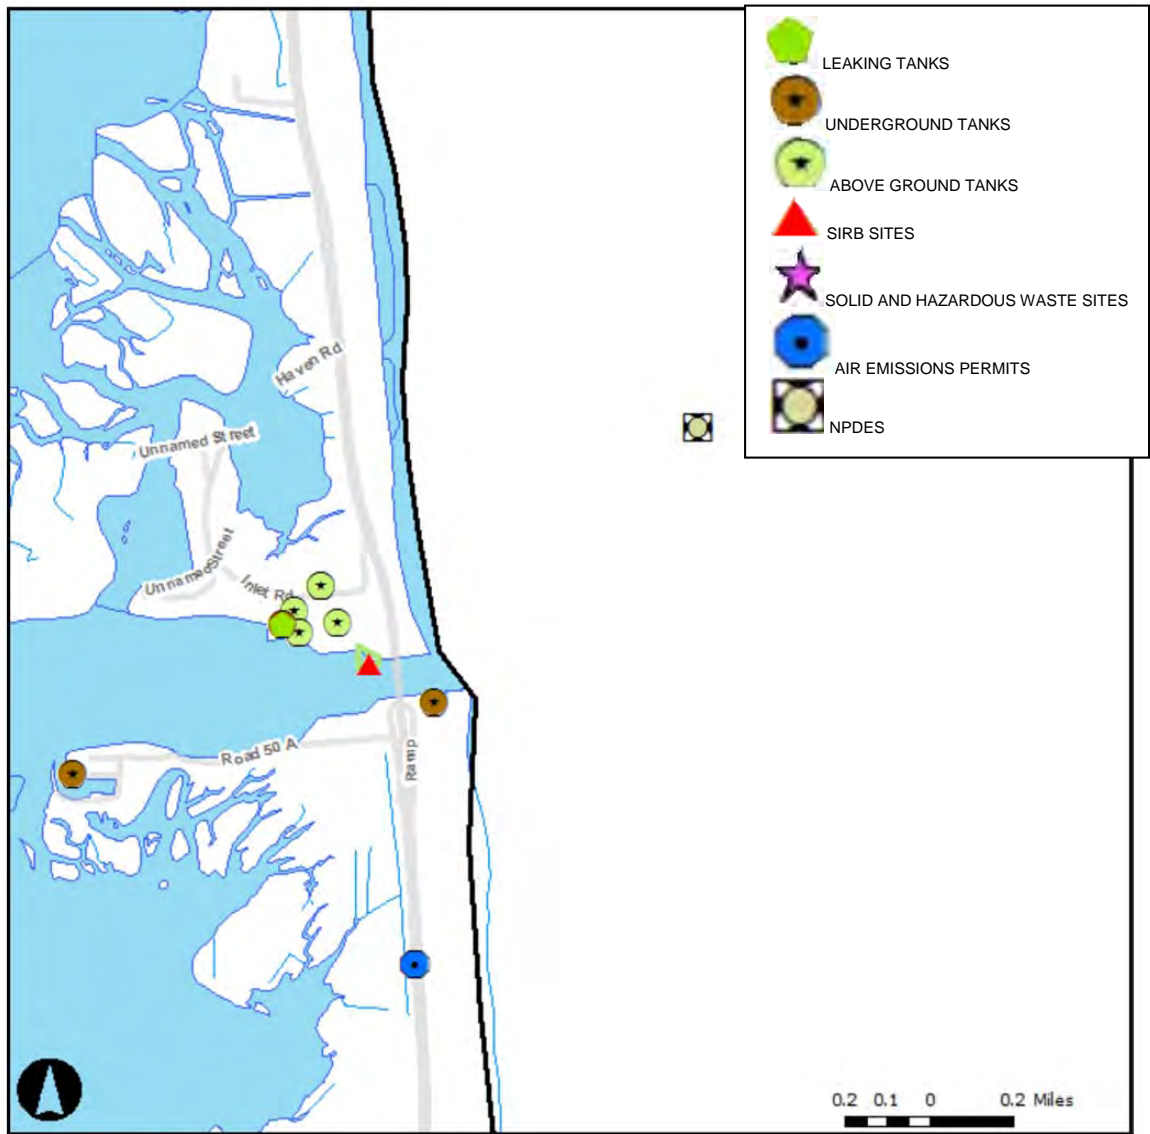 LEAKING TANKS
UNDERGROUND TANKS
ABOVE GROUND TANKS
SIRB SITES
SOLID AND HAZARDOUS WASTE SITES
AIR EMISSIONS PERMITS
NPDES
Haven Rd
Unnamed Street
Unnamed Street
Inlet Rd
Road 50 A
Ramp
0.2 0.1 0 0.2 Miles